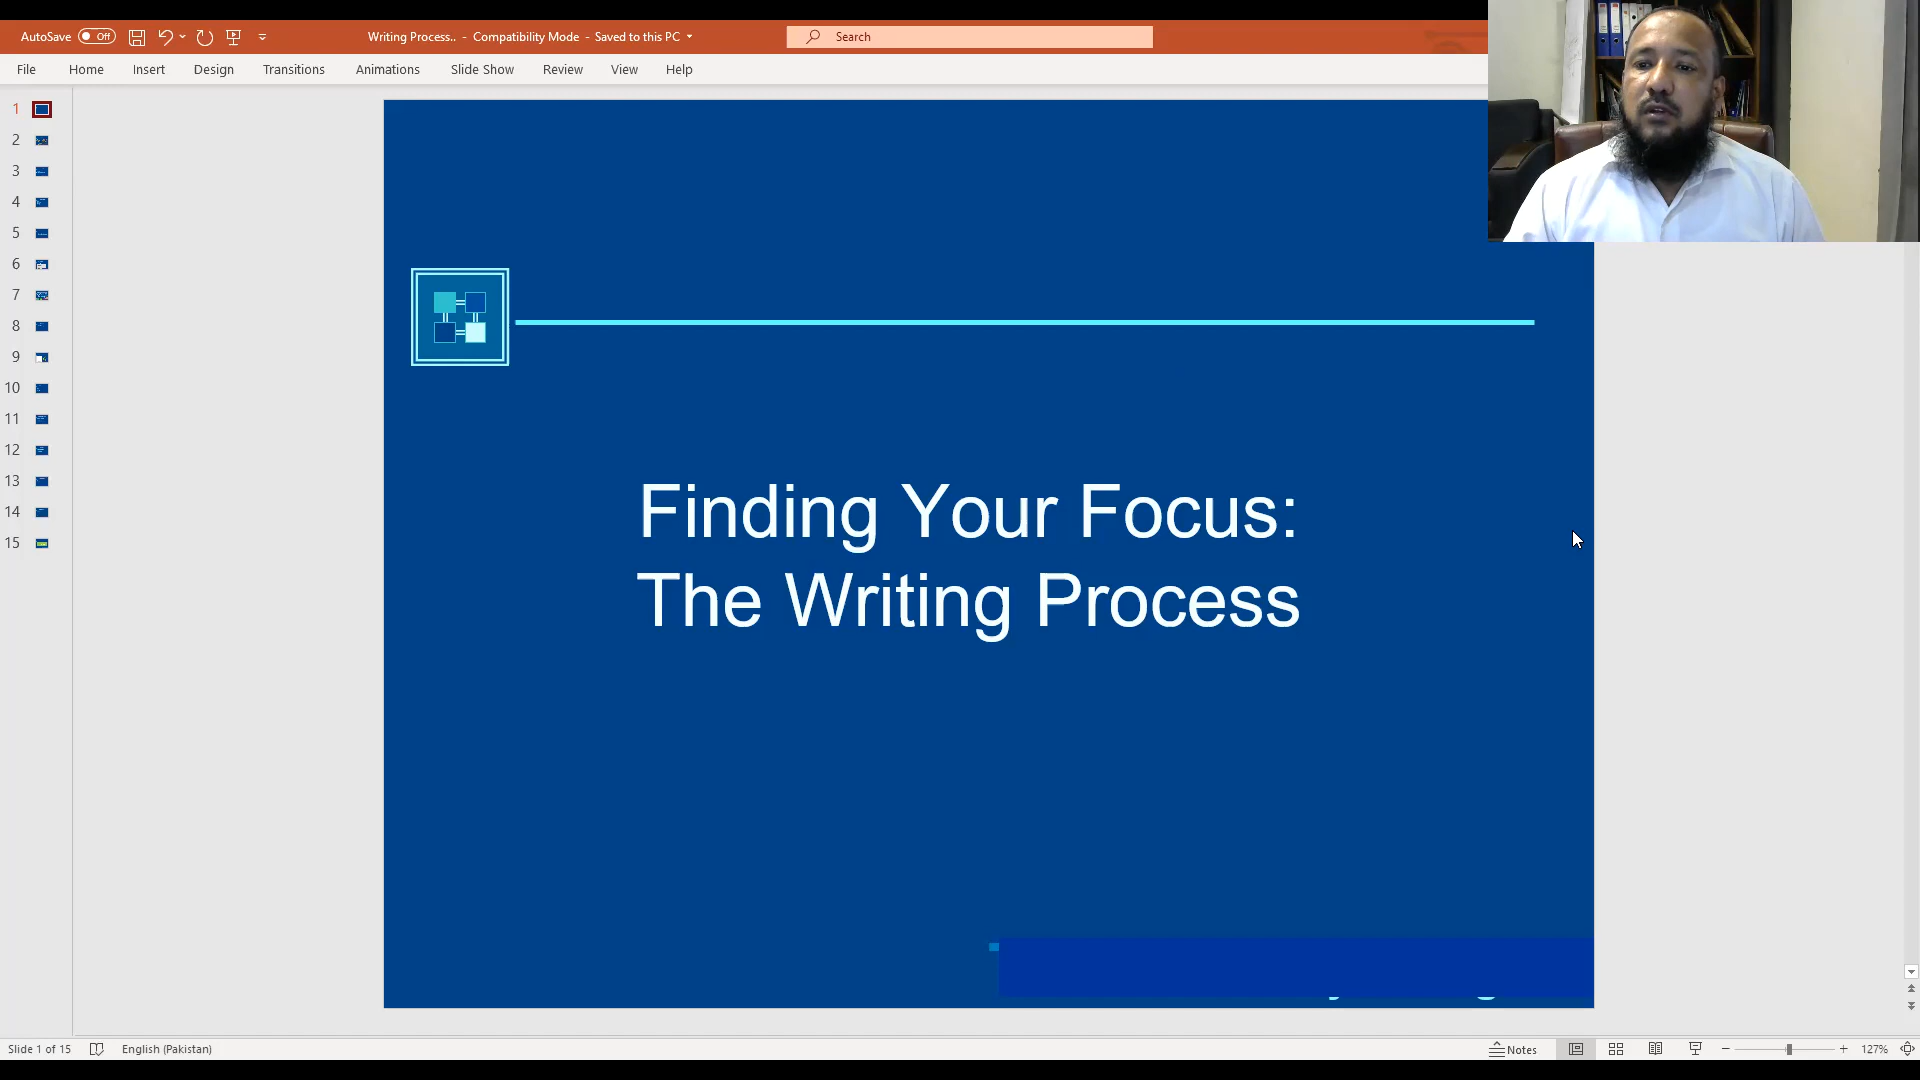 AutoSave Off
Writing Process.. - Compatibility Mode - Saved to this PC
Search
File Home Insert Design Transitions Animations Slide Show Review View Help
1
2
3
4
5
6
7
8
9
10
11
12
13
14
15
Finding Your Focus:
The Writing Process
Slide 1 of 15 English (Pakistan) Notes 127%